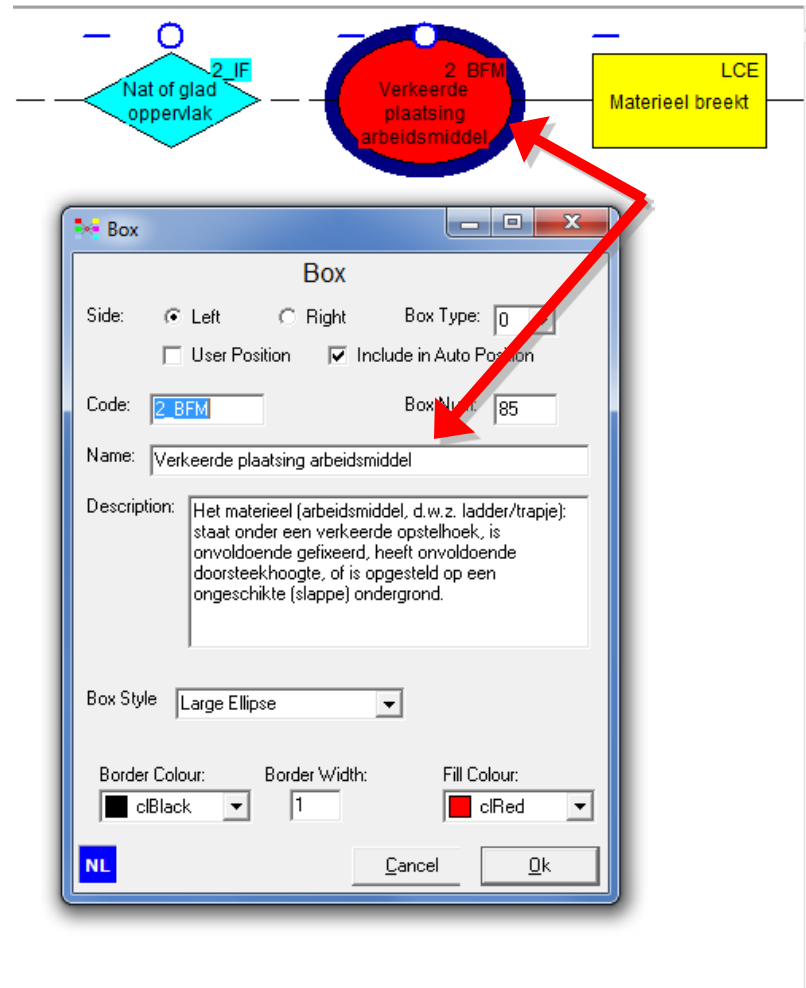 2_IF
Nat of glad
oppervlak
2_BFM
Verkeerde
plaatsing
arbeidsmiddel
LCE
Materieel breekt
Box
Box
Side: Left Right Box Type: 0
User Position Include in Auto Position
Code: 2_BFM Box Num: 85
Name: Verkeerde plaatsing arbeidsmiddel
Description: Het materieel (arbeidsmiddel, d.w.z. ladder/trapje):
staat onder een verkeerde opstelhoek, is
onvoldoende gefixeerd, heeft onvoldoende
doorsteekhoogte, of is opgesteld op een
ongeschikte (slappe) ondergrond.
Box Style Large Ellipse
Border Colour: Border Width: Fill Colour:
clBlack 1 clRed
NL Cancel Ok